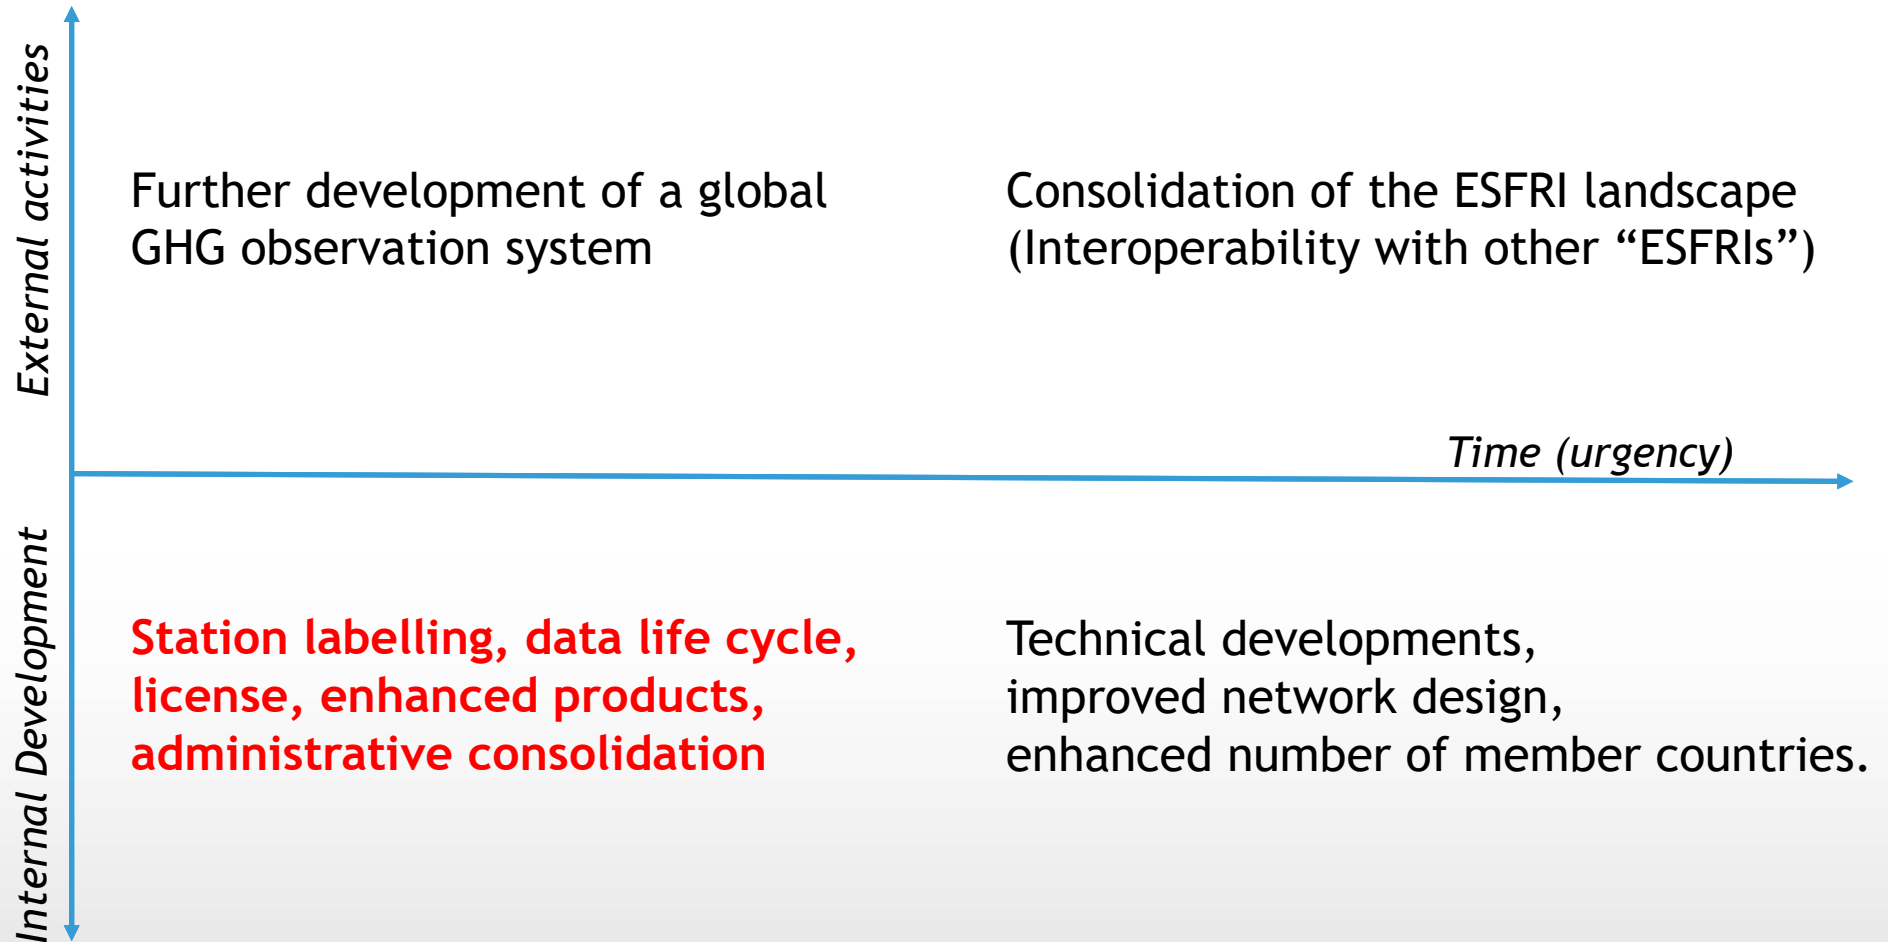 External activities
Further development of a global
GHG observation system
Consolidation of the ESFRI landscape
(Interoperability with other “ESFRIs”)
Time (urgency)
Internal Development
Station labelling, data life cycle,
license, enhanced products,
administrative consolidation
Technical developments,
improved network design,
enhanced number of member countries.